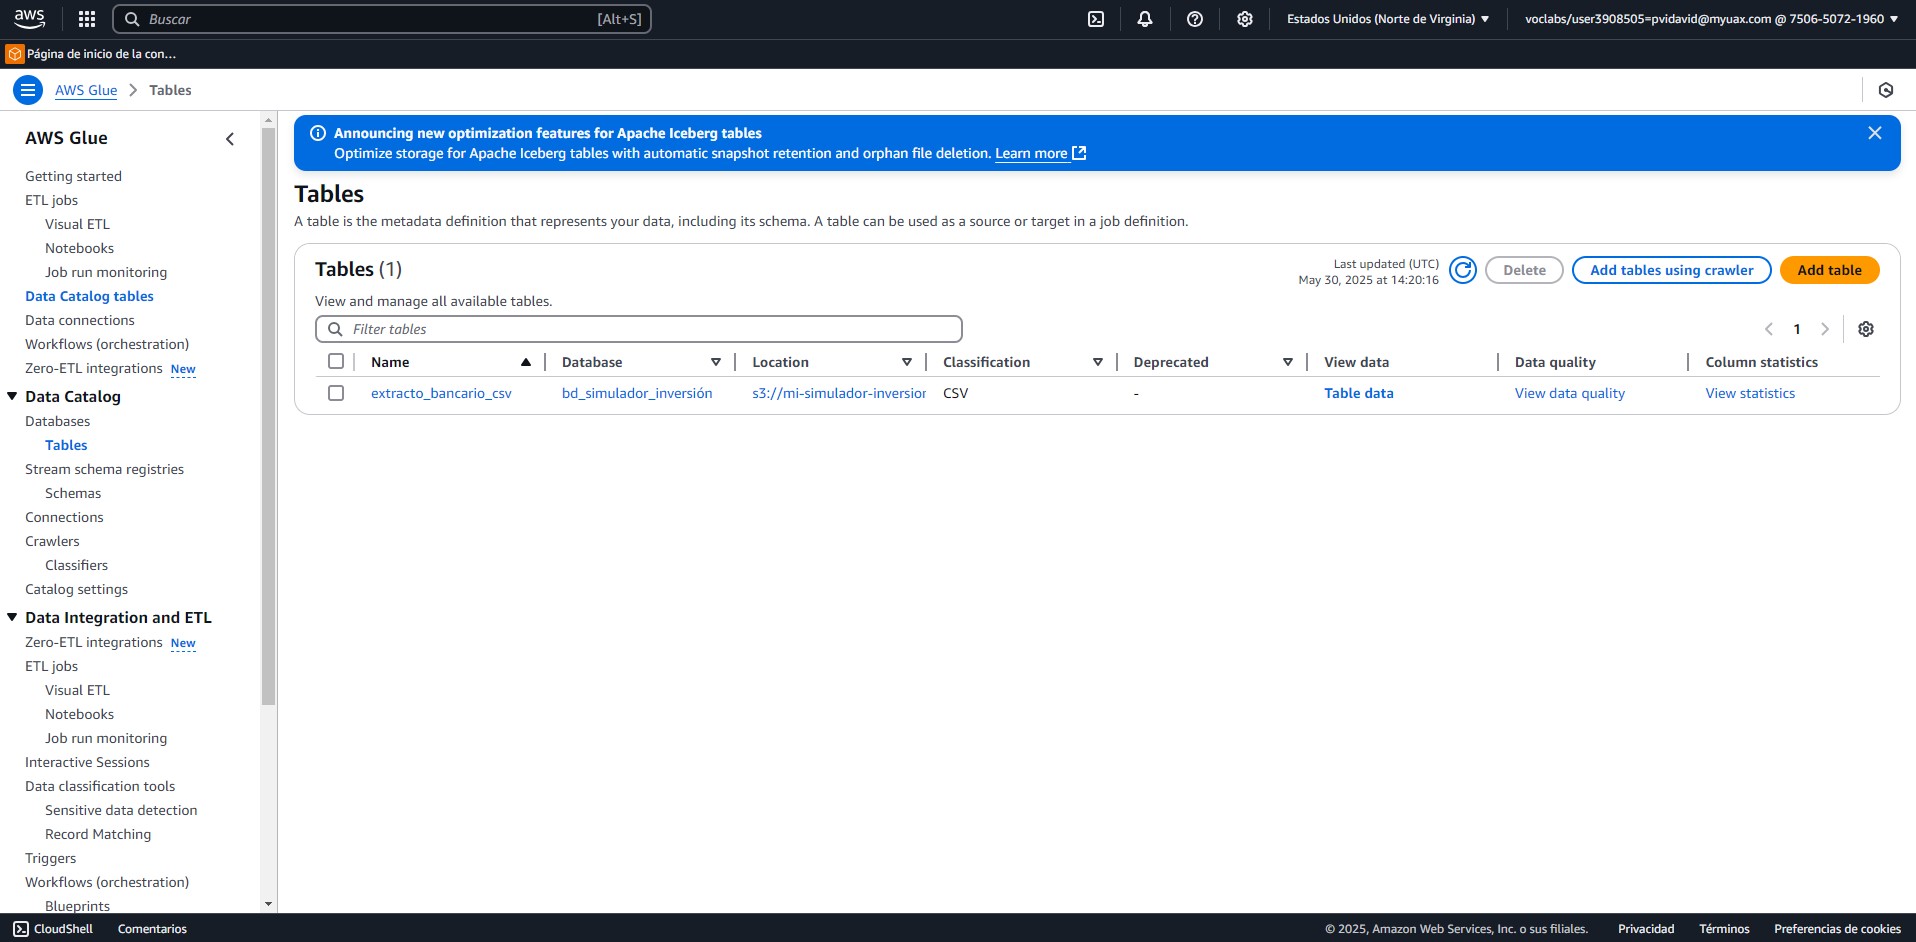 aws
Buscar
[Alt+S]
Estados Unidos (Norte de Virginia)
voclabs/user3908505=pvidavid@myuax.com @ 7506-5072-1960
Página de inicio de la con...
AWS Glue
Tables
AWS Glue
Getting started
ETL jobs
Visual ETL
Notebooks
Job run monitoring
Data Catalog tables
Data connections
Workflows (orchestration)
Zero-ETL integrations New
Data Catalog
Databases
Tables
Stream schema registries
Schemas
Connections
Crawlers
Classifiers
Catalog settings
Data Integration and ETL
Zero-ETL integrations New
ETL jobs
Visual ETL
Notebooks
Job run monitoring
Interactive Sessions
Data classification tools
Sensitive data detection
Record Matching
Triggers
Workflows (orchestration)
Blueprints
Announcing new optimization features for Apache Iceberg tables
Optimize storage for Apache Iceberg tables with automatic snapshot retention and orphan file deletion. Learn more
Tables
A table is the metadata definition that represents your data, including its schema. A table can be used as a source or target in a job definition.
Tables (1)
Last updated (UTC)
May 30, 2025 at 14:20:16
Delete
Add tables using crawler
Add table
View and manage all available tables.
Filter tables
1
Name Database Location Classification Deprecated View data Data quality Column statistics
extracto_bancario_csv bd_simulador_inversión s3://mi-simulador-inversion CSV - Table data View data quality View statistics
CloudShell Comentarios
© 2025, Amazon Web Services, Inc. o sus filiales. Privacidad Términos Preferencias de cookies